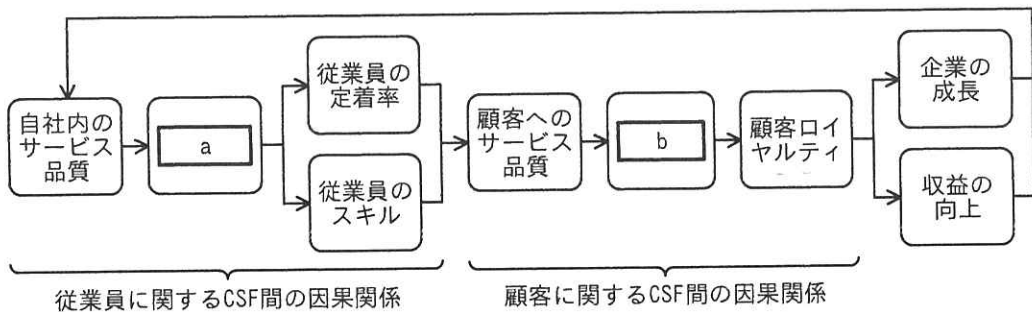 自社内の
サービス
品質
a
従業員の
定着率
従業員の
スキル
顧客への
サービス
品質
b
顧客ロイ
ヤルティ
企業の
成長
収益の
向上
従業員に関するCSF間の因果関係
顧客に関するCSF間の因果関係